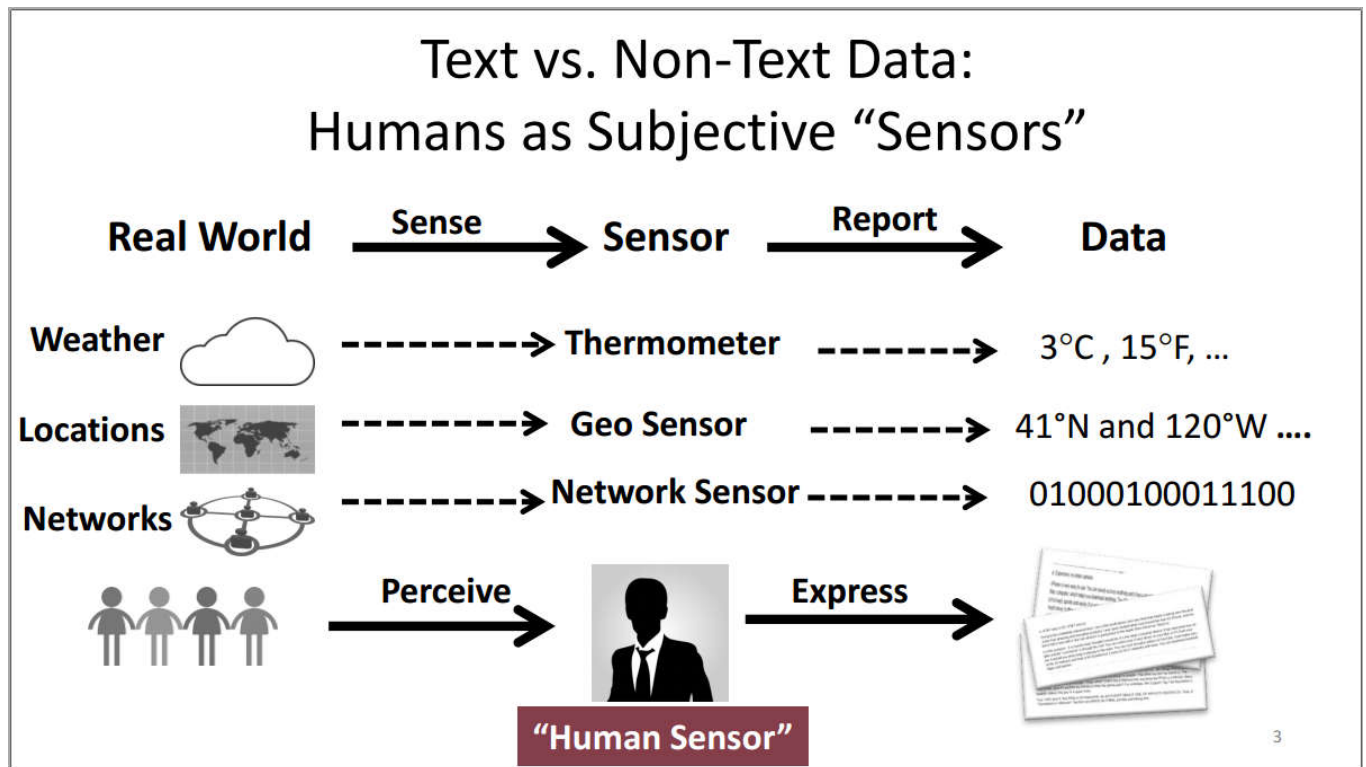 Text vs. Non-Text Data:
Humans as Subjective “Sensors”
Real World Sense Sensor Report Data
Weather Thermometer 3°C , 15°F, ...
Locations Geo Sensor 41°N and 120°W ....
Networks Network Sensor 01000100011100
Perceive Express
“Human Sensor”
3